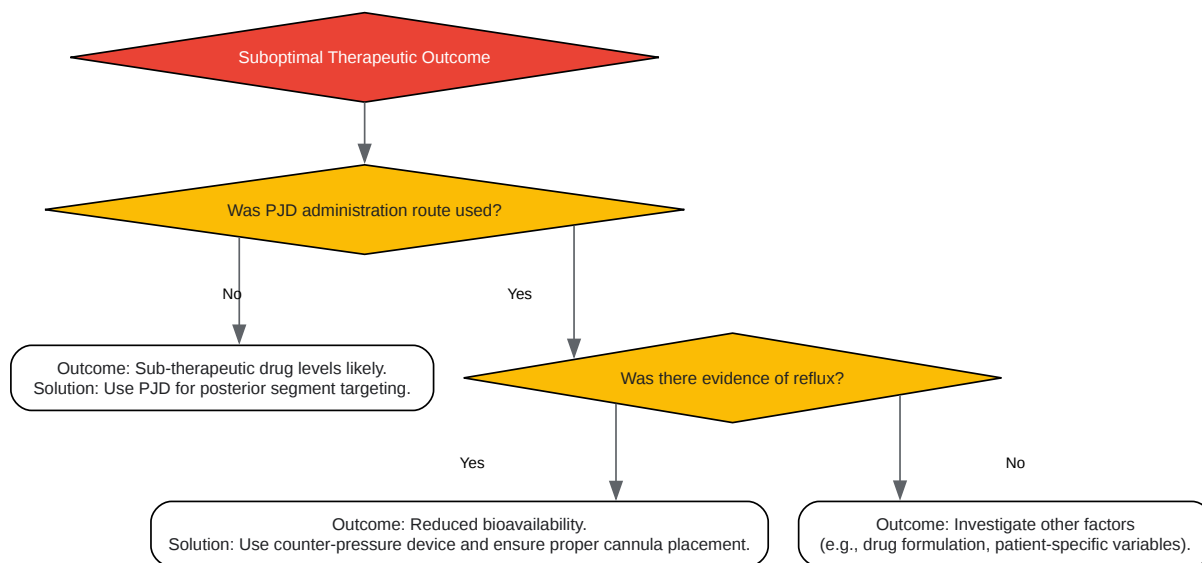 Suboptimal Therapeutic Outcome
Was PJD administration route used?
No
Yes
Outcome: Sub-therapeutic drug levels likely.
Solution: Use PJD for posterior segment targeting.
Was there evidence of reflux?
Yes
No
Outcome: Reduced bioavailability.
Solution: Use counter-pressure device and ensure proper cannula placement.
Outcome: Investigate other factors
(e.g., drug formulation, patient-specific variables).